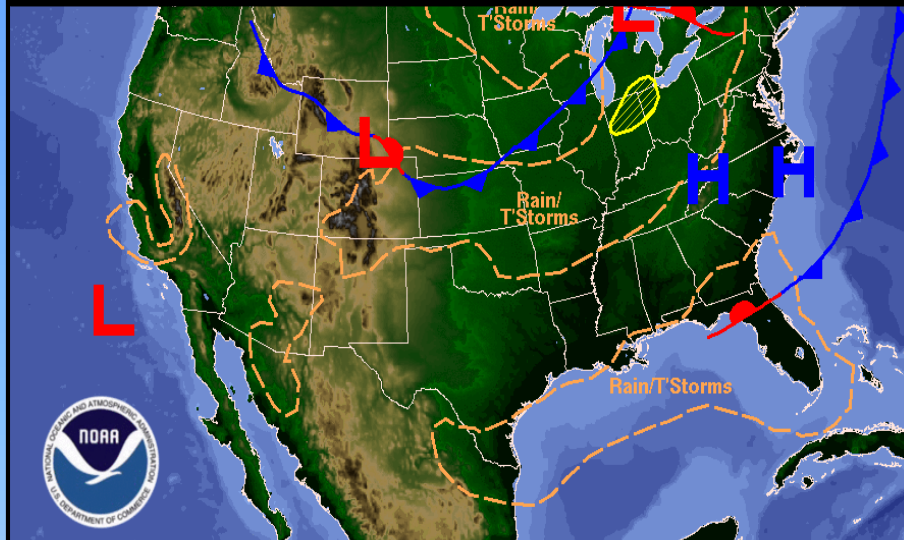 Rain/
T'Storms
L
L
H
H
Rain/
T'Storms
L
Rain/T'Storms
NATIONAL OCEANIC AND ATMOSPHERIC ADMINISTRATION
NOAA
U.S. DEPARTMENT OF COMMERCE